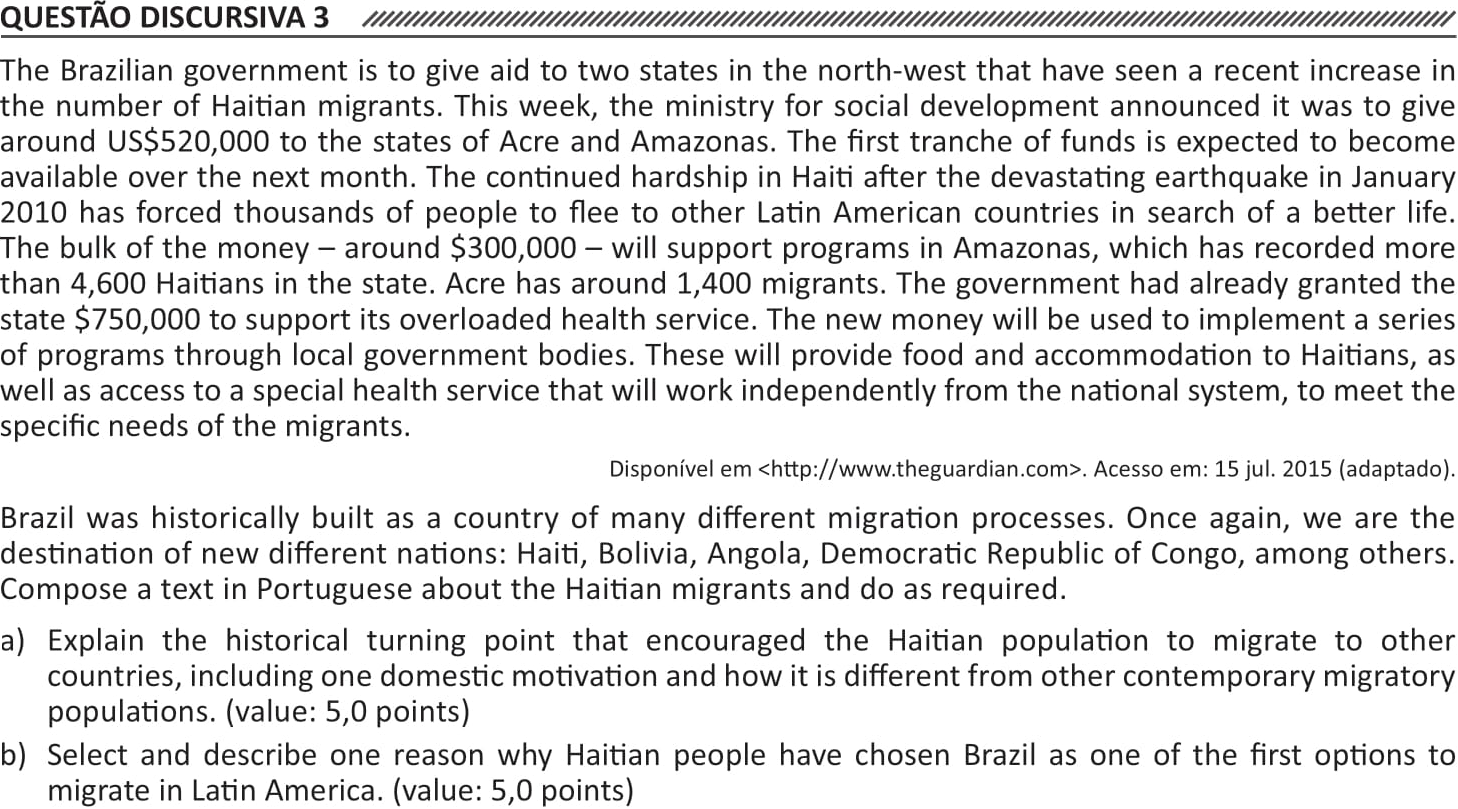 QUESTÃO DISCURSIVA 3
The Brazilian government is to give aid to two states in the north-west that have seen a recent increase in
the number of Haitian migrants. This week, the ministry for social development announced it was to give
around US$520,000 to the states of Acre and Amazonas. The first tranche of funds is expected to become
available over the next month. The continued hardship in Haiti after the devastating earthquake in January
2010 has forced thousands of people to flee to other Latin American countries in search of a better life.
The bulk of the money – around $300,000 – will support programs in Amazonas, which has recorded more
than 4,600 Haitians in the state. Acre has around 1,400 migrants. The government had already granted the
state $750,000 to support its overloaded health service. The new money will be used to implement a series
of programs through local government bodies. These will provide food and accommodation to Haitians, as
well as access to a special health service that will work independently from the national system, to meet the
specific needs of the migrants.
Disponível em <http://www.theguardian.com>. Acesso em: 15 jul. 2015 (adaptado).
Brazil was historically built as a country of many different migration processes. Once again, we are the
destination of new different nations: Haiti, Bolivia, Angola, Democratic Republic of Congo, among others.
Compose a text in Portuguese about the Haitian migrants and do as required.
a) Explain the historical turning point that encouraged the Haitian population to migrate to other
countries, including one domestic motivation and how it is different from other contemporary migratory
populations. (value: 5,0 points)
b) Select and describe one reason why Haitian people have chosen Brazil as one of the first options to
migrate in Latin America. (value: 5,0 points)